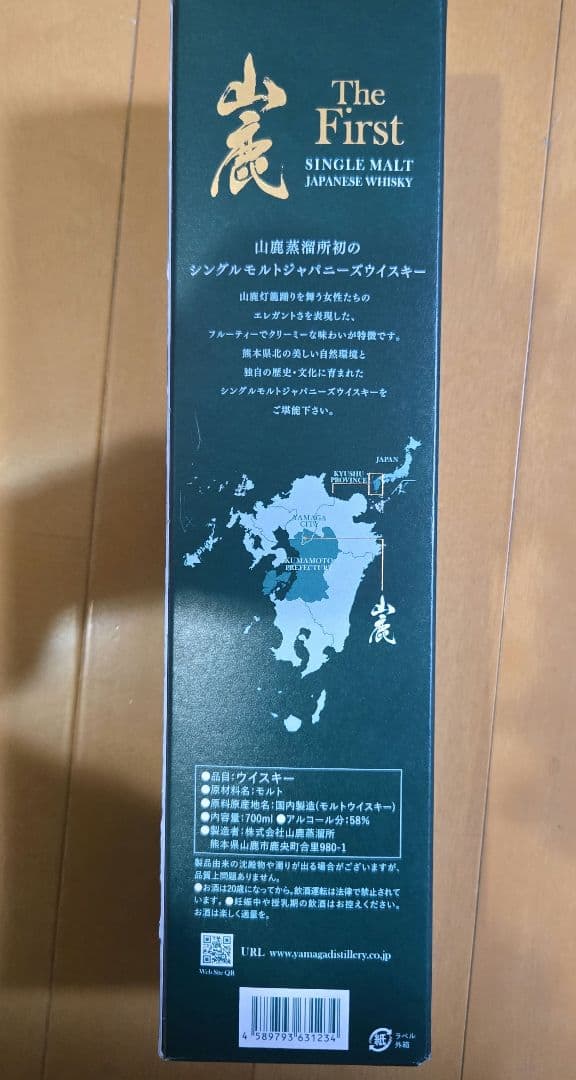 山鹿
The
First
SINGLE MALT
JAPANESE WHISKY
山鹿蒸溜所初の
シングルモルトジャパニーズウイスキー
山鹿灯籠踊りを舞う女性たちの
エレガントさを表現した、
フルーティーでクリーミーな味わいが特徴です。
熊本県北の美しい自然環境と
独自の歴史・文化に育まれた
シングルモルトジャパニーズウイスキーを
ご堪能下さい。
JAPAN
KYUSHU
PROVINCE
YAMAGA
CITY
KUMAMOTO
PREFECTURE
山鹿
●品目:ウイスキー
●原材料名:モルト
●原料原産地名:国内製造(モルトウイスキー)
●内容量:700ml ●アルコール分:58%
●製造者:株式会社山鹿蒸溜所
熊本県山鹿市鹿央町合里980-1
製品由来の沈殿物や濁りが出る場合がございますが、
品質上問題ありません。
●お酒は20歳になってから。飲酒運転は法律で禁止されて
います。●妊娠中や授乳期の飲酒はお控えください。
お酒は楽しく適量を。
Web Site QR
URL www.yamagadistillery.co.jp
4 589793 631234
紙
ラベル
外箱